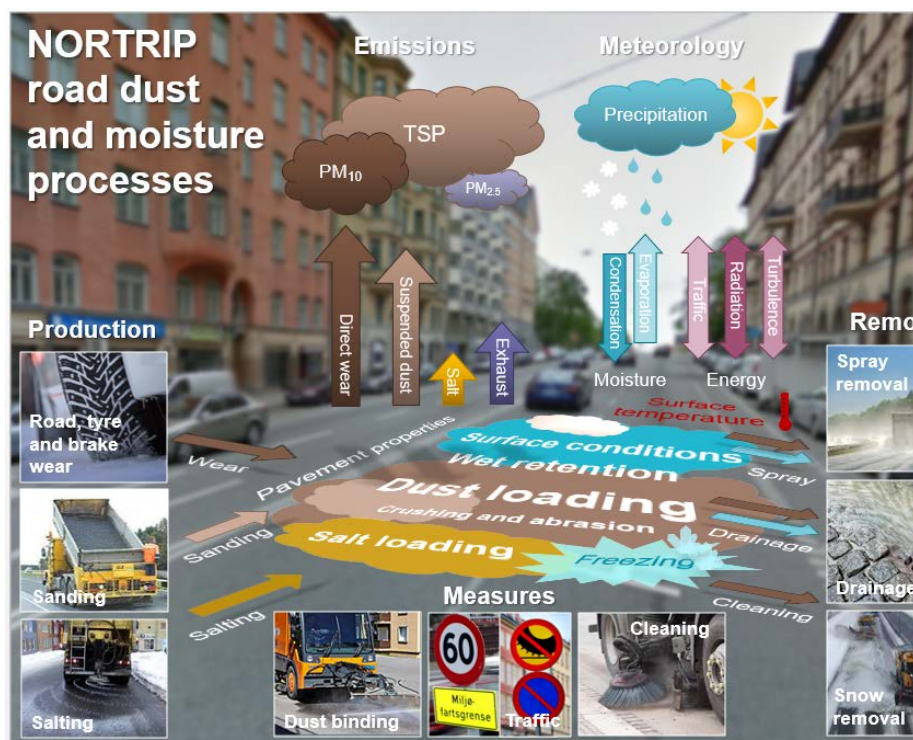 NORTRIP
road dust
and moisture
processes
Emissions
Meteorology
TSP
PM10
PM2.5
Precipitation
Direct wear
Suspended dust
Salt
Exhaust
Condensation
Evaporation
Traffic
Radiation
Turbulence
Moisture
Energy
Production
Road, tyre
and brake
wear
Sanding
Salting
Wear
Sanding
Salting
Pavement properties
Surface
temperature
Surface conditions
Wet retention
Dust loading
Crushing and abrasion
Salt loading
Freezing
Spray
Drainage
Cleaning
Remo
Spray
removal
Drainage
Snow
removal
Measures
Dust binding
60
Miljø-
fartsgrense
Traffic
Cleaning